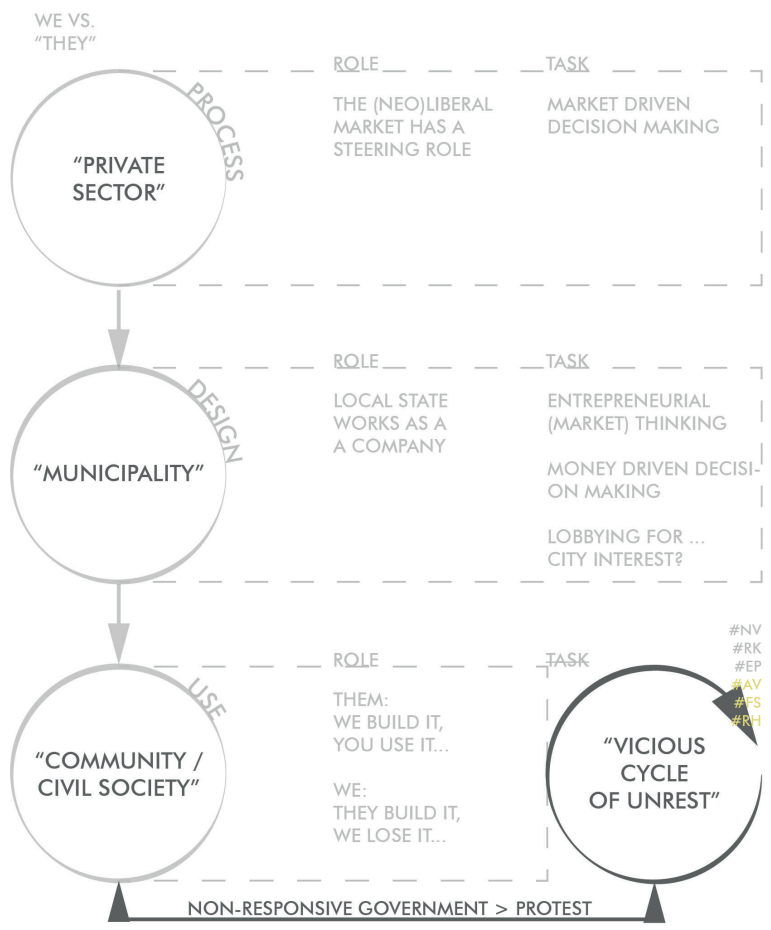 WE VS.
“THEY”
ROLE
TASK
PROCESS
“PRIVATE
SECTOR”
THE (NEO)LIBERAL
MARKET HAS A
STEERING ROLE
MARKET DRIVEN
DECISION MAKING
ROLE
TASK
DESIGN
“MUNICIPALITY”
LOCAL STATE
WORKS AS A
A COMPANY
ENTREPRENEURIAL
(MARKET) THINKING
MONEY DRIVEN DECISI-
ON MAKING
LOBBYING FOR ...
CITY INTEREST?
ROLE
TASK
USE
“COMMUNITY /
CIVIL SOCIETY”
THEM:
WE BUILD IT,
YOU USE IT...
WE:
THEY BUILD IT,
WE LOSE IT...
#NV
#RK
#EP
#AV
#FS
#RH
“VICIOUS
CYCLE
OF UNREST”
NON-RESPONSIVE GOVERNMENT > PROTEST